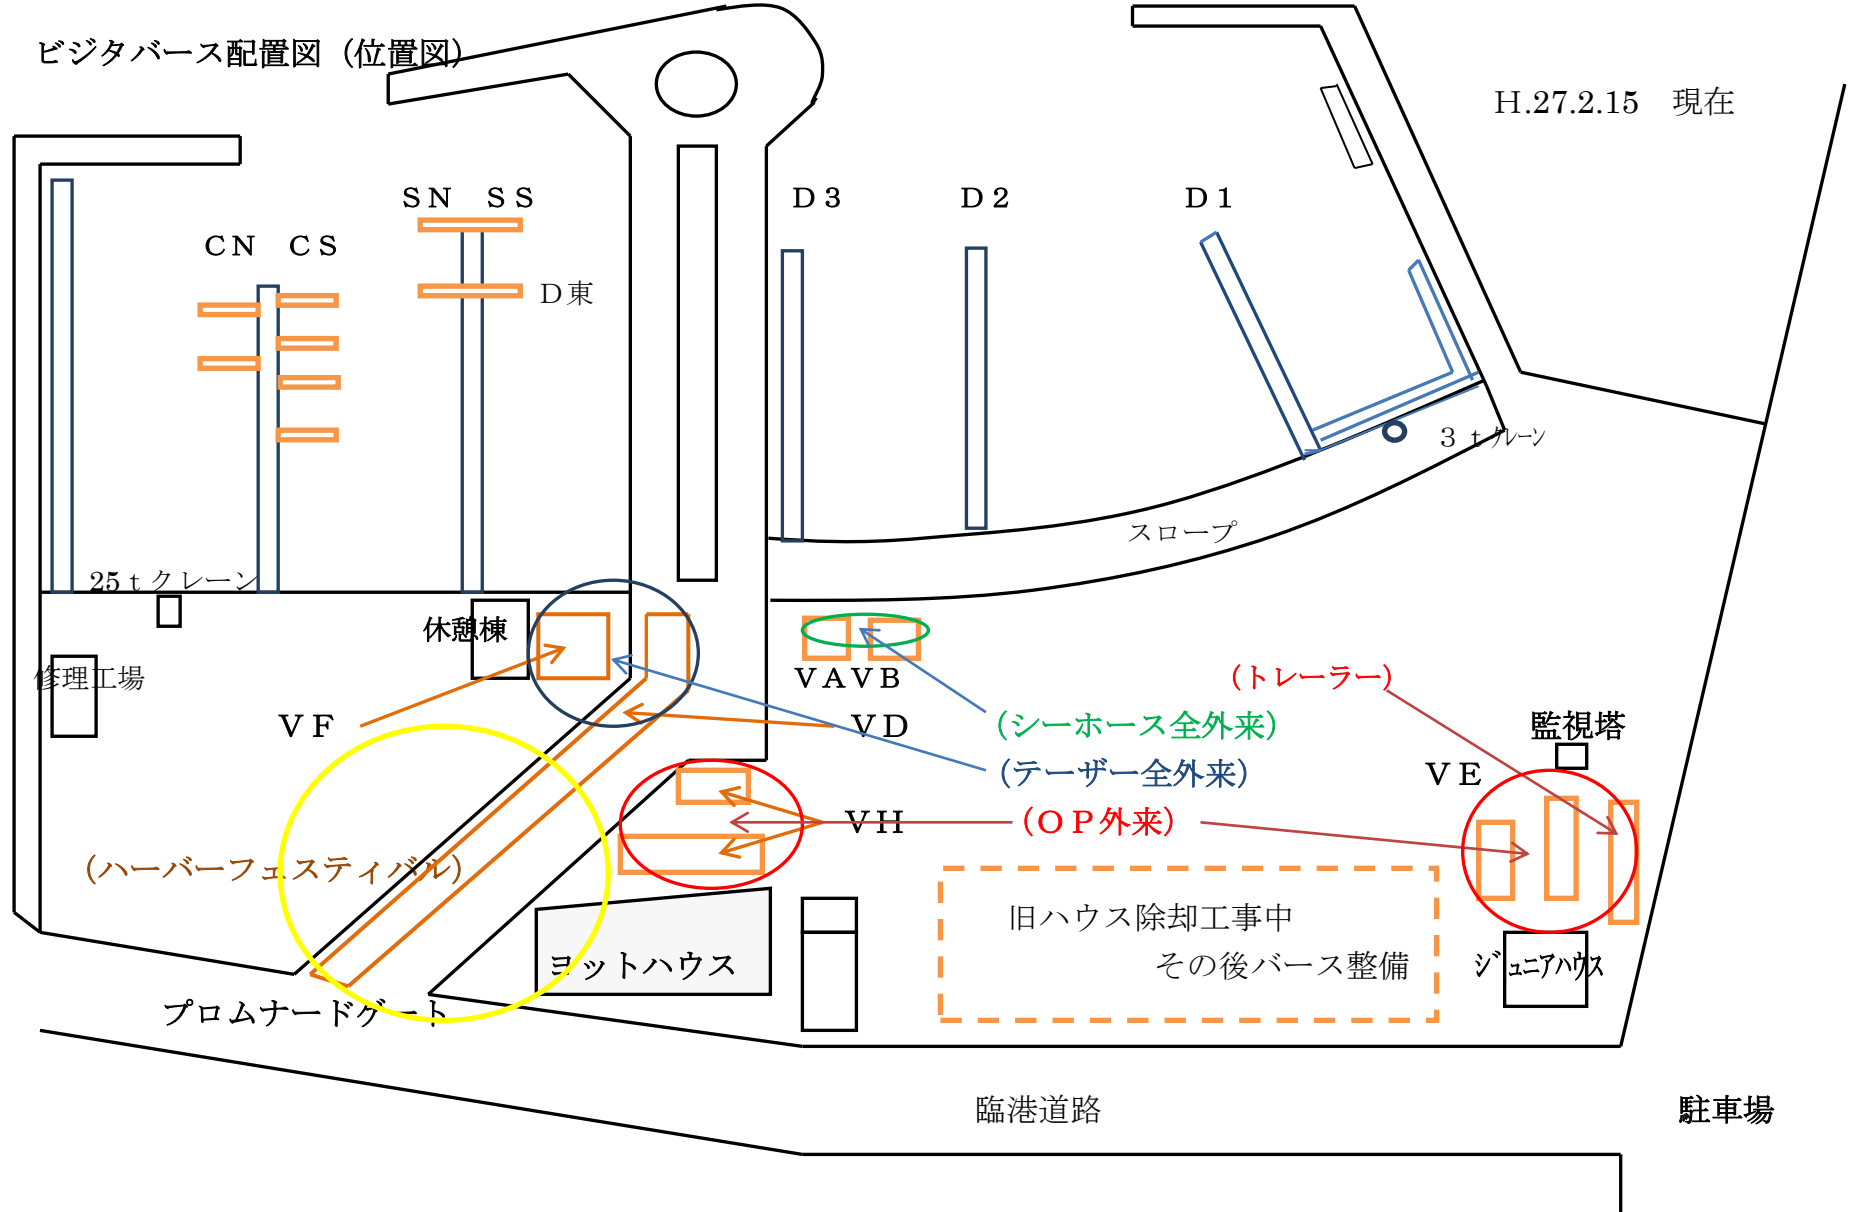 ビジタバース配置図（位置図）
Ｈ.27.2.15　現在
ＳＮ　ＳＳ
Ｄ３
Ｄ２
Ｄ１
ＣＮ　ＣＳ
Ｄ東
３ｔクレーン
スロープ
25ｔクレーン
休憩棟
修理工場
ＶＡＶＢ
（トレーラー）
ＶＦ
ＶＤ
（シーホース全外来）
監視塔
（テーザー全外来）
ＶＥ
ＶＨ
（ＯＰ外来）
（ハーバーフェスティバル）
旧ハウス除却工事中
その後バース整備
ヨットハウス
ジュニアハウス
プロムナードゲート
臨港道路
駐車場